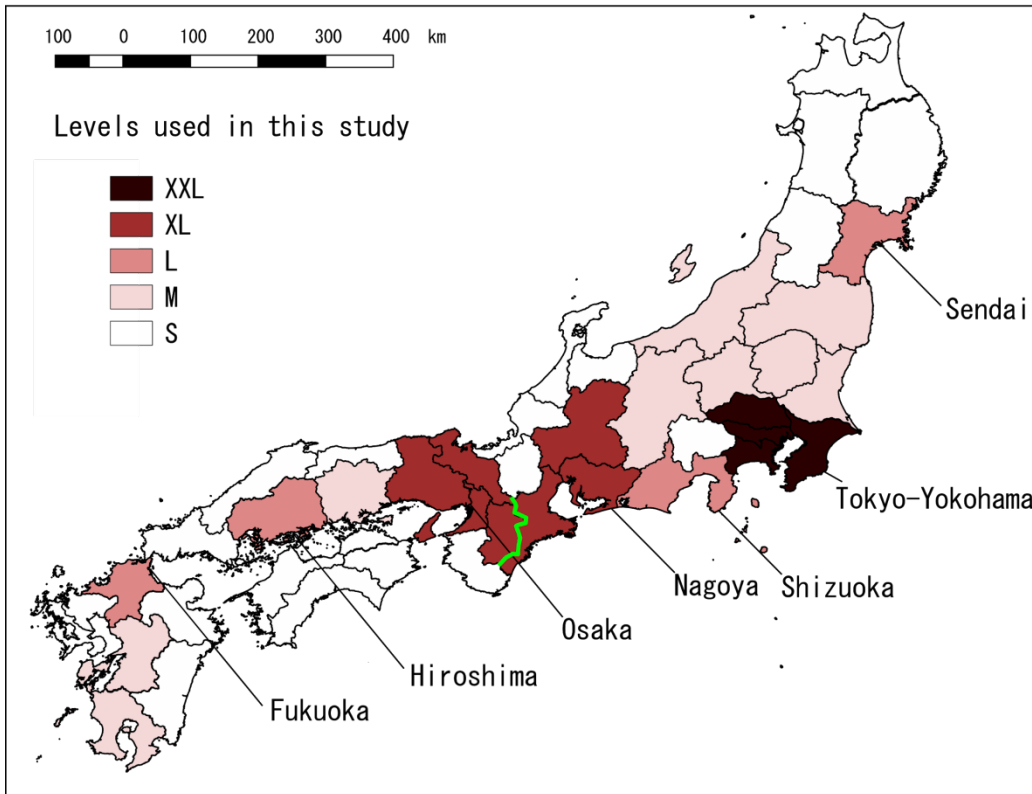 100 0 100 200 300 400 km
Levels used in this study
XXL
XL
L
M
S
Sendai
Tokyo-Yokohama
Nagoya
Shizuoka
Osaka
Hiroshima
Fukuoka